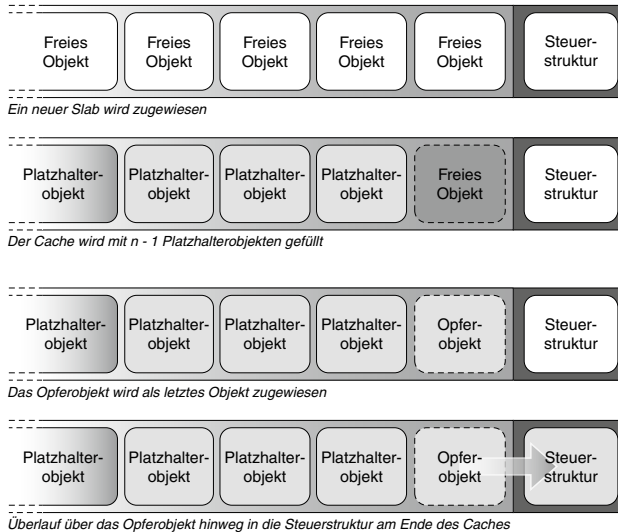 Freies Objekt Freies Objekt Freies Objekt Freies Objekt Freies Objekt Steuer- struktur
Ein neuer Slab wird zugewiesen
Platzhalter- objekt Platzhalter- objekt Platzhalter- objekt Platzhalter- objekt Freies Objekt Steuer- struktur
Der Cache wird mit n - 1 Platzhalterobjekten gefüllt
Platzhalter- objekt Platzhalter- objekt Platzhalter- objekt Platzhalter- objekt Opfer- objekt Steuer- struktur
Das Opferobjekt wird als letztes Objekt zugewiesen
Platzhalter- objekt Platzhalter- objekt Platzhalter- objekt Platzhalter- objekt Opfer- objekt Steuer- struktur
Überlauf über das Opferobjekt hinweg in die Steuerstruktur am Ende des Caches